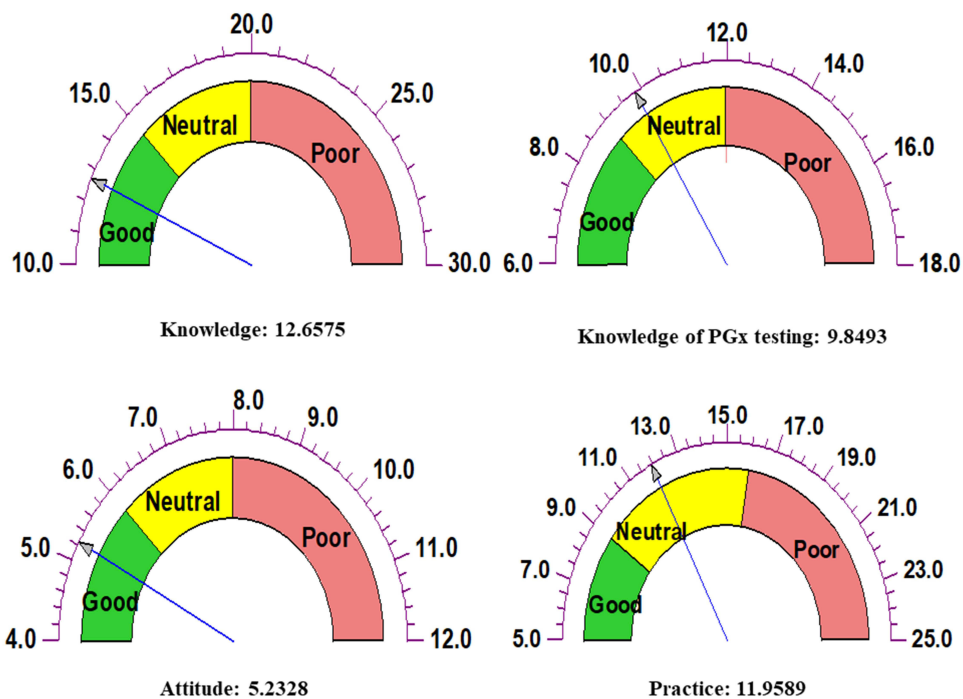 20.0
15.0
25.0
Neutral
Poor
Good
10.0
30.0
Knowledge: 12.6575
12.0
10.0
14.0
8.0
16.0
Neutral
Poor
Good
6.0
18.0
Knowledge of PGx testing: 9.8493
8.0
7.0
9.0
6.0
10.0
5.0
11.0
Neutral
Poor
Good
4.0
12.0
Attitude: 5.2328
15.0
13.0
17.0
11.0
19.0
9.0
21.0
7.0
23.0
Neutral
Poor
Good
5.0
25.0
Practice: 11.9589